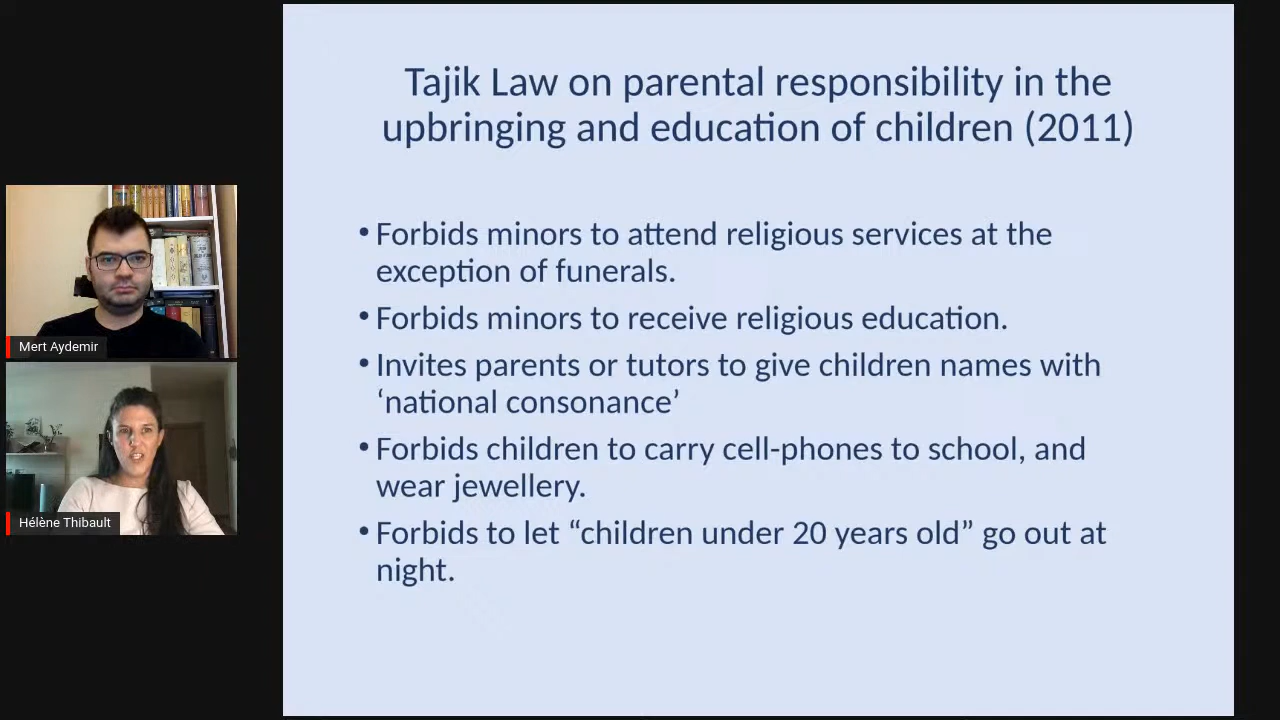 Tajik Law on parental responsibility in the
upbringing and education of children (2011)
• Forbids minors to attend religious services at the
exception of funerals.
• Forbids minors to receive religious education.
• Invites parents or tutors to give children names with
‘national consonance’
• Forbids children to carry cell-phones to school, and
wear jewellery.
• Forbids to let “children under 20 years old” go out at
night.
Mert Aydemir
Hélène Thibault